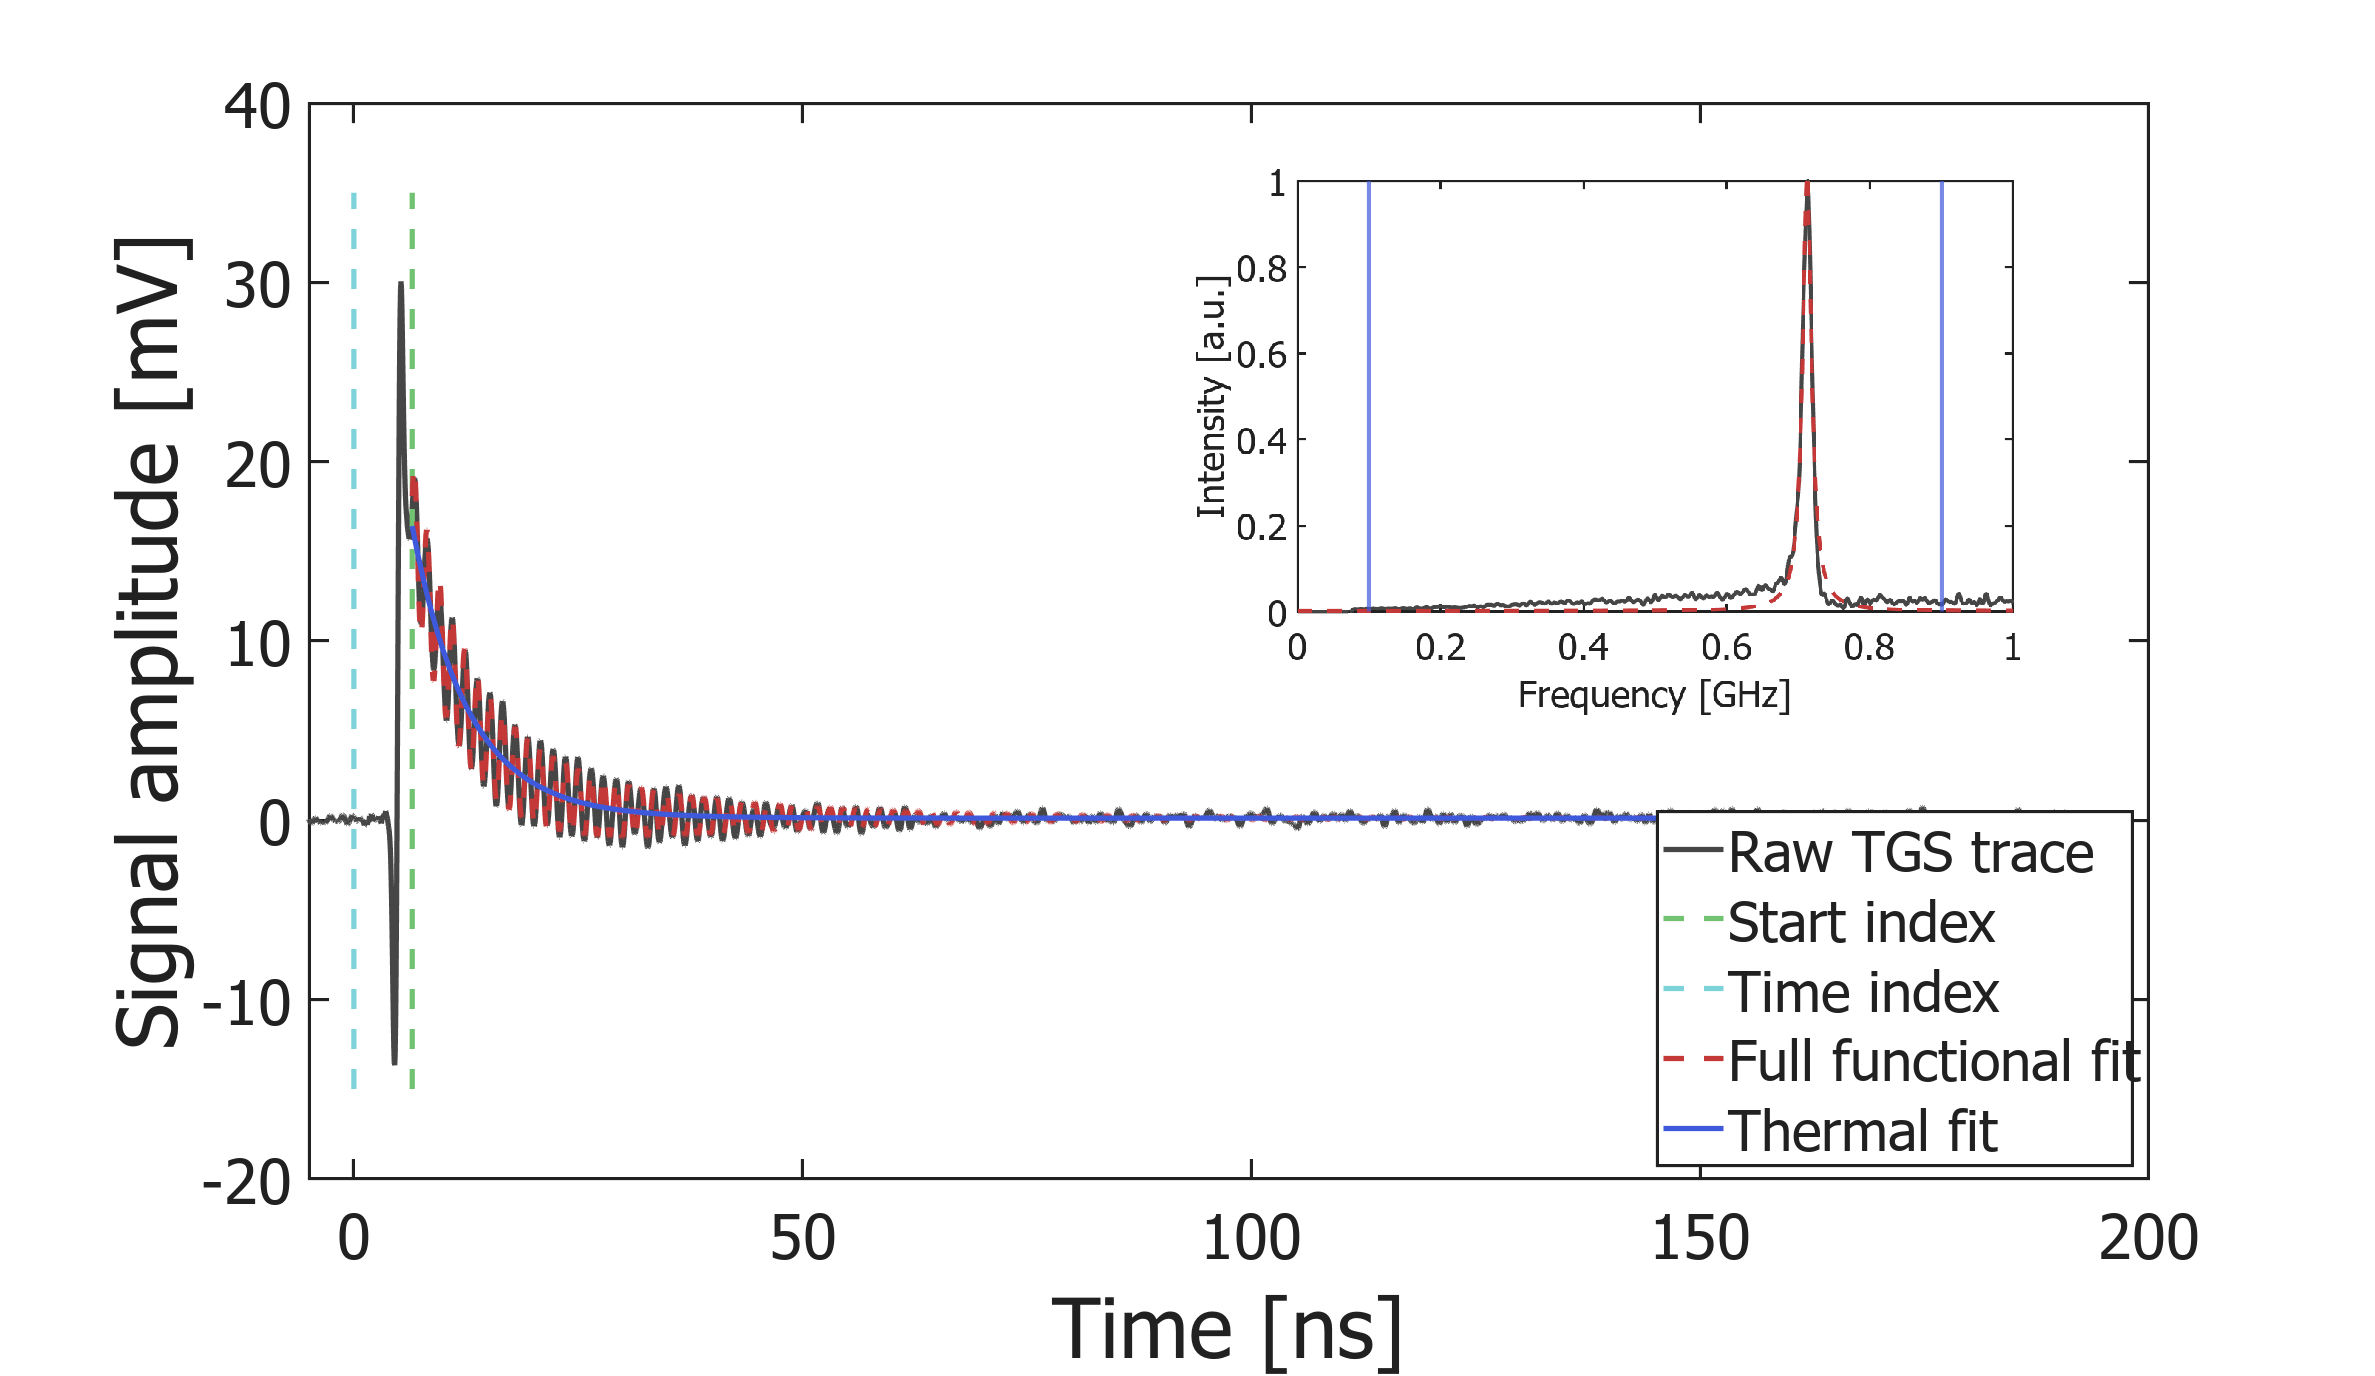 40
30
20
10
0
-10
-20
Signal amplitude [mV]
0
50
100
150
200
Time [ns]
1
0.8
0.6
0.4
0.2
0
Intensity [a.u.]
0
0.2
0.4
0.6
0.8
1
Frequency [GHz]
Raw TGS trace
Start index
Time index
Full functional fit
Thermal fit